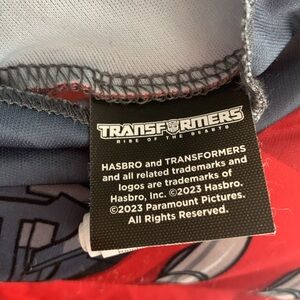 TRANSFORMERS
RISE OF THE BEASTS
HASBRO and TRANSFORMERS
and all related trademarks and
logos are trademarks of
Hasbro, Inc. ©2023 Hasbro.
©2023 Paramount Pictures.
All Rights Reserved.